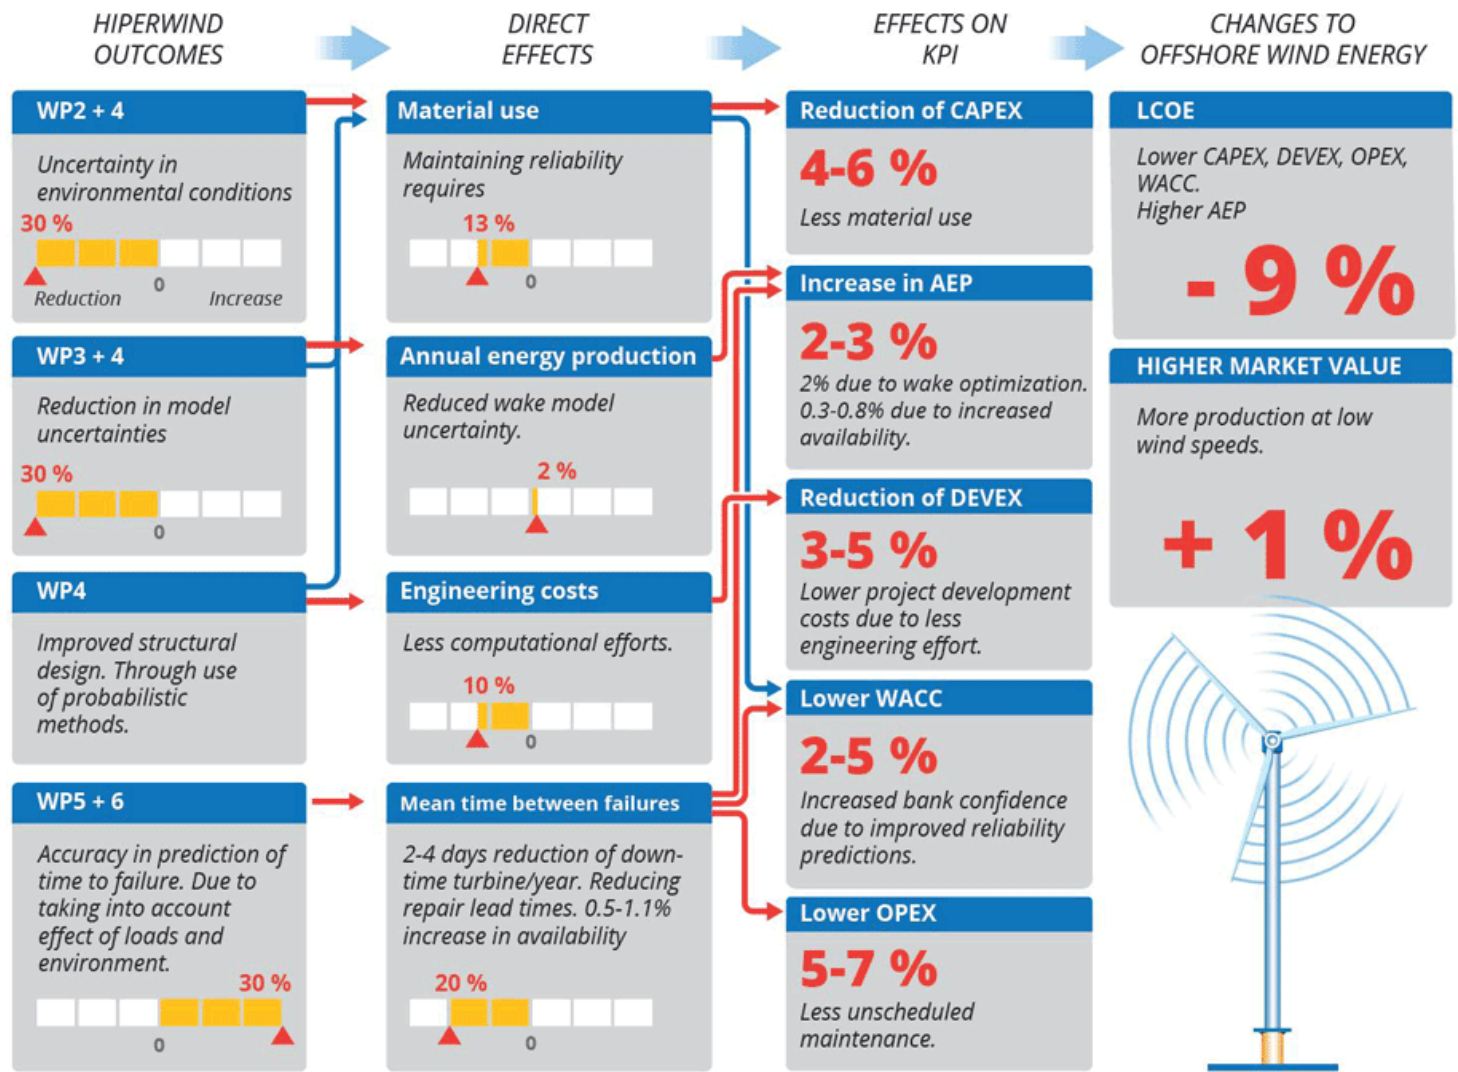 HIPERWIND
OUTCOMES
DIRECT
EFFECTS
EFFECTS ON
KPI
CHANGES TO
OFFSHORE WIND ENERGY
WP2 + 4
Uncertainty in
environmental conditions
30 %
0
Reduction
Increase
WP3 + 4
Reduction in model
uncertainties
30 %
0
WP4
Improved structural
design. Through use
of probabilistic
methods.
WP5 + 6
Accuracy in prediction of
time to failure. Due to
taking into account
effect of loads and
environment.
30 %
0
Material use
Maintaining reliability
requires
13 %
0
Annual energy production
Reduced wake model
uncertainty.
2 %
Engineering costs
Less computational efforts.
10 %
0
Mean time between failures
2-4 days reduction of down-
time turbine/year. Reducing
repair lead times. 0.5-1.1%
increase in availability
20 %
0
Reduction of CAPEX
4-6 %
Less material use
Increase in AEP
2-3 %
2% due to wake optimization.
0.3-0.8% due to increased
availability.
Reduction of DEVEX
3-5 %
Lower project development
costs due to less
engineering effort.
Lower WACC
2-5 %
Increased bank confidence
due to improved reliability
predictions.
Lower OPEX
5-7 %
Less unscheduled
maintenance.
LCOE
Lower CAPEX, DEVEX, OPEX,
WACC.
Higher AEP
- 9 %
HIGHER MARKET VALUE
More production at low
wind speeds.
+ 1 %